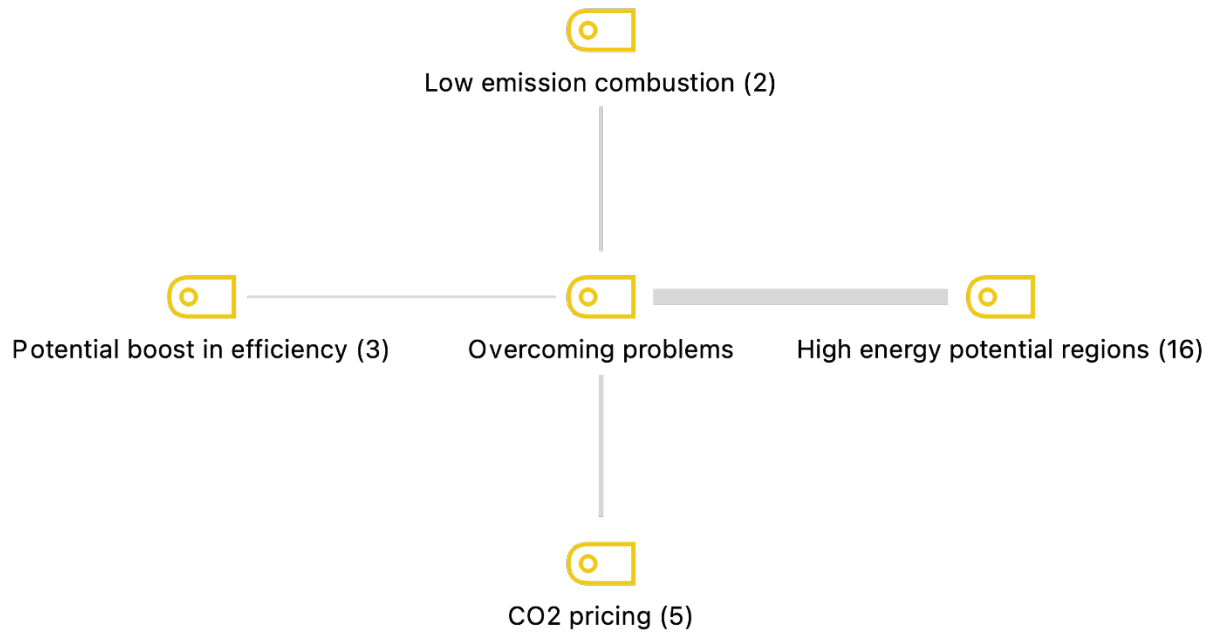 Low emission combustion (2)
Potential boost in efficiency (3)
Overcoming problems
High energy potential regions (16)
CO2 pricing (5)